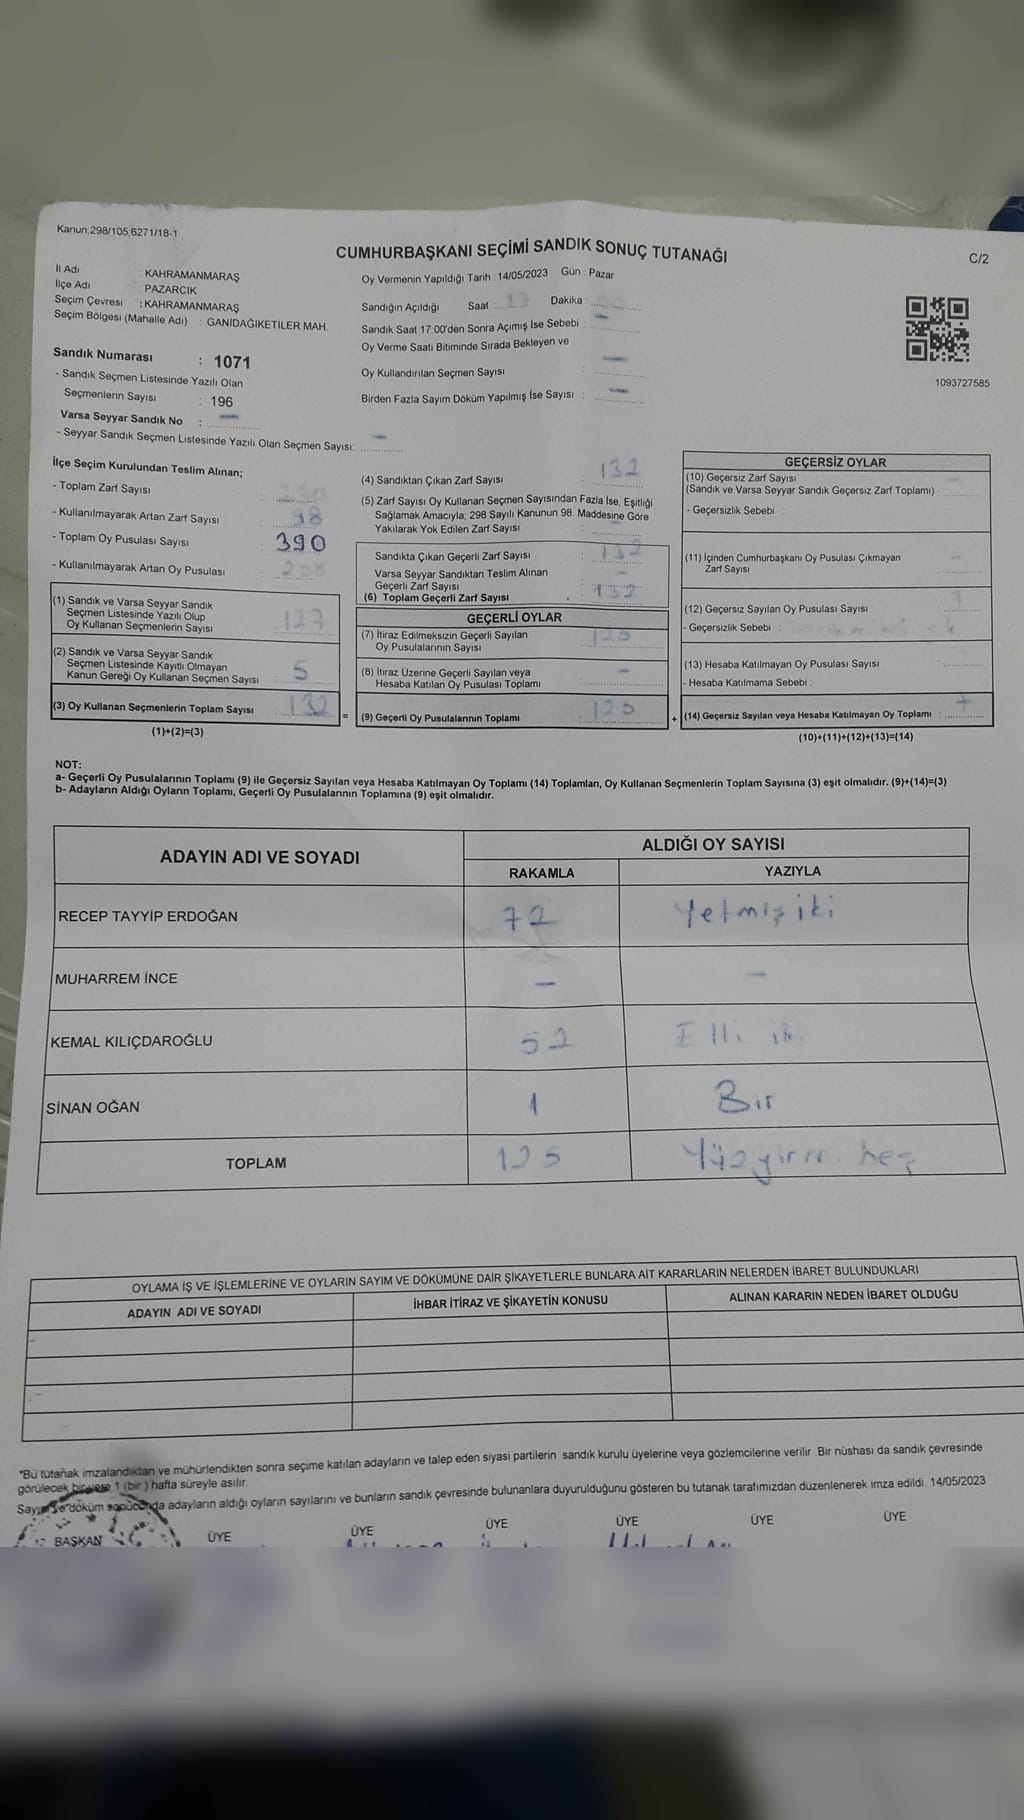 Kanun;298/105,6271/18-1
CUMHURBAŞKANI SEÇİMİ SANDIK SONUÇ TUTANAĞI
C/2
İl Adı : KAHRAMANMARAŞ
İlçe Adı : PAZARCIK
Seçim Çevresi : KAHRAMANMARAŞ
Seçim Bölgesi (Mahalle Adı) : GANİDAĞIKETİLER MAH.
Oy Vermenin Yapıldığı Tarih : 14/05/2023 Gün : Pazar
Sandığın Açıldığı Saat : Dakika :
Sandık Saat 17:00'den Sonra Açımış İse Sebebi :
Oy Verme Saati Bitiminde Sırada Bekleyen ve
Oy Kullandırılan Seçmen Sayısı :
Birden Fazla Sayım Döküm Yapılmış İse Sayısı :
1093727585
Sandık Numarası : 1071
- Sandık Seçmen Listesinde Yazılı Olan
Seçmenlerin Sayısı : 196
Varsa Seyyar Sandık No : —
- Seyyar Sandık Seçmen Listesinde Yazılı Olan Seçmen Sayısı: —
İlçe Seçim Kurulundan Teslim Alınan;
- Toplam Zarf Sayısı :
- Kullanılmayarak Artan Zarf Sayısı : 98
- Toplam Oy Pusulası Sayısı : 390
- Kullanılmayarak Artan Oy Pusulası :
(1) Sandık ve Varsa Seyyar Sandık
Seçmen Listesinde Yazılı Olup
Oy Kullanan Seçmenlerin Sayısı : 127
(2) Sandık ve Varsa Seyyar Sandık
Seçmen Listesinde Kayıtlı Olmayan
Kanun Gereği Oy Kullanan Seçmen Sayısı : 5
(3) Oy Kullanan Seçmenlerin Toplam Sayısı : 132
(1)+(2)=(3)
=
(4) Sandıktan Çıkan Zarf Sayısı : 132
(5) Zarf Sayısı Oy Kullanan Seçmen Sayısından Fazla İse, Eşitliği
Sağlamak Amacıyla, 298 Sayılı Kanunun 98. Maddesine Göre
Yakılarak Yok Edilen Zarf Sayısı :
Sandıkta Çıkan Geçerli Zarf Sayısı : 132
Varsa Seyyar Sandıktan Teslim Alınan
Geçerli Zarf Sayısı : —
(6) Toplam Geçerli Zarf Sayısı : 132
GEÇERLİ OYLAR
(7) İtiraz Edilmeksizin Geçerli Sayılan
Oy Pusulalarının Sayısı : 125
(8) İtiraz Üzerine Geçerli Sayılan veya
Hesaba Katılan Oy Pusulası Toplamı : —
(9) Geçerli Oy Pusulalarının Toplamı : 125
+
GEÇERSİZ OYLAR
(10) Geçersiz Zarf Sayısı
(Sandık ve Varsa Seyyar Sandık Geçersiz Zarf Toplamı) :
- Geçersizlik Sebebi :
(11) İçinden Cumhurbaşkanı Oy Pusulası Çıkmayan
Zarf Sayısı :
(12) Geçersiz Sayılan Oy Pusulası Sayısı : 7
- Geçersizlik Sebebi :
(13) Hesaba Katılmayan Oy Pusulası Sayısı :
- Hesaba Katılmama Sebebi :
(14) Geçersiz Sayılan veya Hesaba Katılmayan Oy Toplamı : 7
(10)+(11)+(12)+(13)=(14)
NOT:
a- Geçerli Oy Pusulalarının Toplamı (9) ile Geçersiz Sayılan veya Hesaba Katılmayan Oy Toplamı (14) Toplamları, Oy Kullanan Seçmenlerin Toplam Sayısına (3) eşit olmalıdır. (9)+(14)=(3)
b- Adayların Aldığı Oyların Toplamı, Geçerli Oy Pusulalarının Toplamına (9) eşit olmalıdır.
ADAYIN ADI VE SOYADI
ALDIĞI OY SAYISI
RAKAMLA YAZIYLA
RECEP TAYYİP ERDOĞAN 72 Yetmiş iki
MUHARREM İNCE — —
KEMAL KILIÇDAROĞLU 52 Elli iki
SİNAN OĞAN 1 Bir
TOPLAM 125 Yüzyirmi beş
OYLAMA İŞ VE İŞLEMLERİNE VE OYLARIN SAYIM VE DÖKÜMÜNE DAİR ŞİKAYETLERLE BUNLARA AİT KARARLARIN NELERDEN İBARET BULUNDUKLARI
ADAYIN ADI VE SOYADI İHBAR İTİRAZ VE ŞİKAYETİN KONUSU ALINAN KARARIN NEDEN İBARET OLDUĞU
*Bu tutanak imzalandıktan ve mühürlendikten sonra seçime katılan adayların ve talep eden siyasi partilerin sandık kurulu üyelerine veya gözlemcilerine verilir. Bir nüshası da sandık çevresinde
görülecek bir yere 1 (bir ) hafta süreyle asılır.
Sayım ve döküm sonucunda adayların aldığı oyların sayılarını ve bunların sandık çevresinde bulunanlara duyurulduğunu gösteren bu tutanak tarafımızdan düzenlenerek imza edildi. 14/05/2023
BAŞKAN ÜYE ÜYE ÜYE ÜYE ÜYE ÜYE